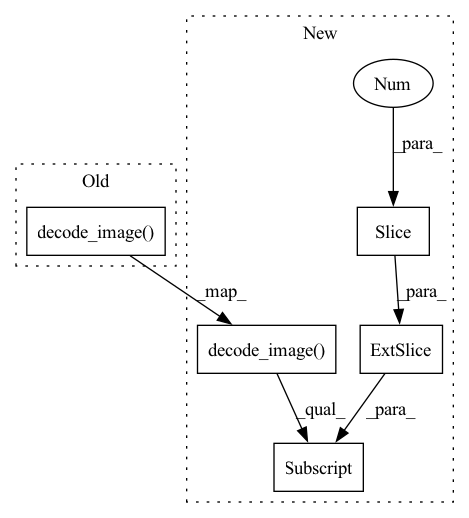 New
Num
_para_
Old
decode_image()
Slice
_map_
_para_
decode_image()
ExtSlice
_qual_
_para_
Subscript